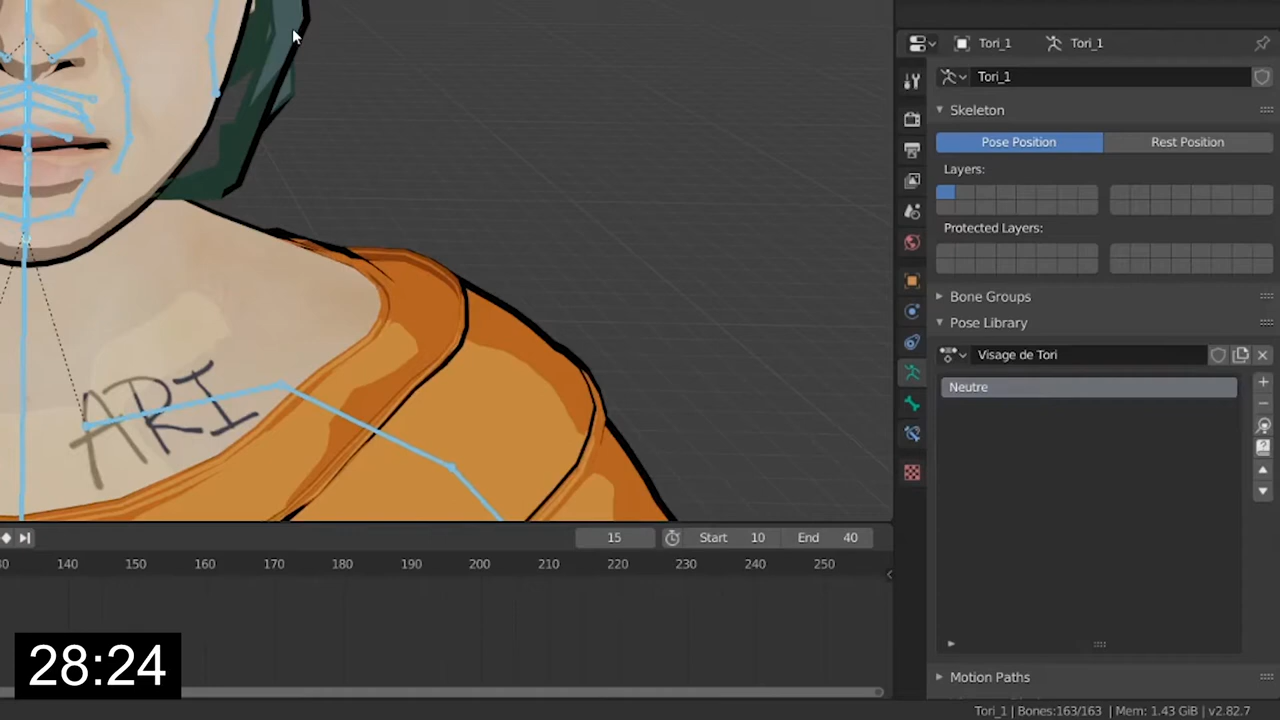 Tori_1 Tori_1
Tori_1
Skeleton
Pose Position Rest Position
Layers:
Protected Layers:
Bone Groups
Pose Library
Visage de Tori
Neutre
ARI
15 Start 10 End 40
140 150 160 170 180 190 200 210 220 230 240 250
28:24
Motion Paths
Tori_1 | Bones:163/163 | Mem: 1.43 GiB | v2.82.7